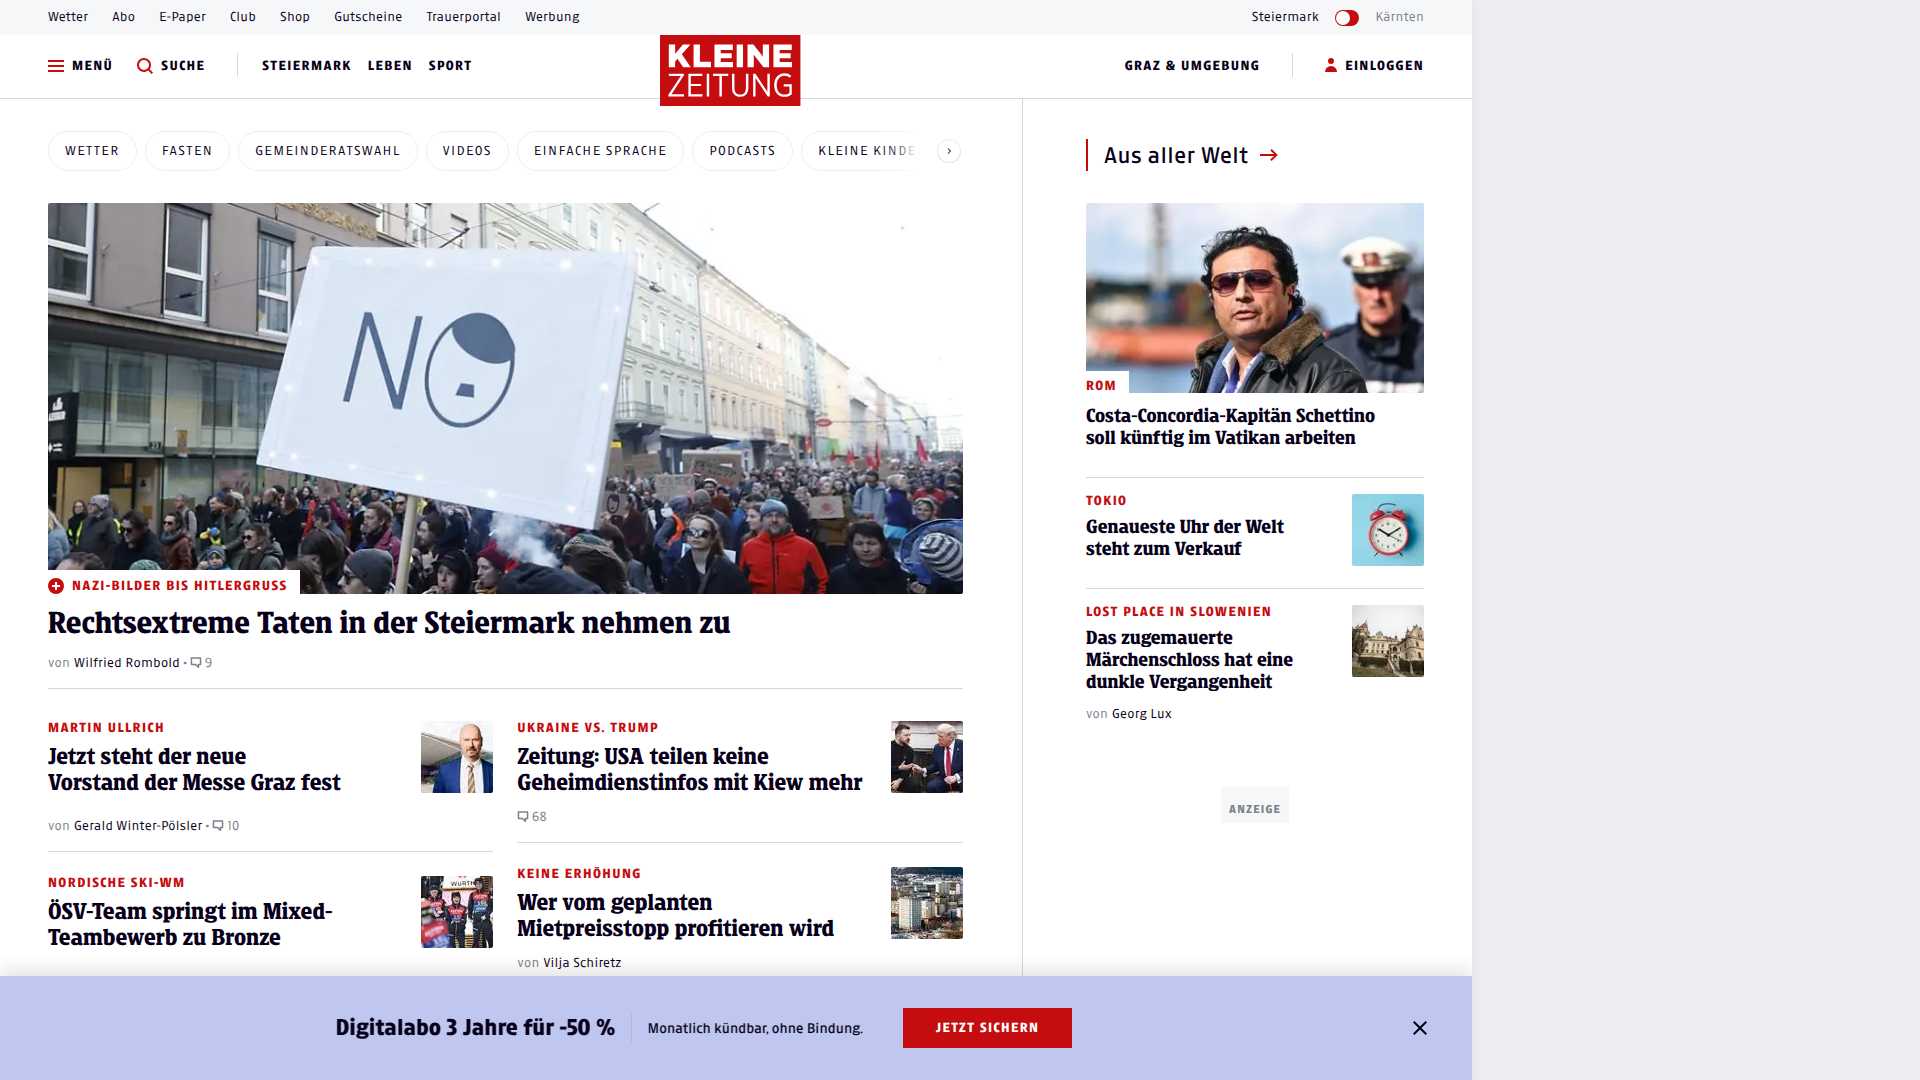 Wetter Abo E-Paper Club Shop Gutscheine Trauerportal Werbung Steiermark Kärnten
MENÜ SUCHE STEIERMARK LEBEN SPORT KLEINE ZEITUNG GRAZ & UMGEBUNG EINLOGGEN
WETTER FASTEN GEMEINDERATSWAHL VIDEOS EINFACHE SPRACHE PODCASTS KLEINE KINDE
NO
NAZI-BILDER BIS HITLERGRUSS
Rechtsextreme Taten in der Steiermark nehmen zu
von Wilfried Rombold • 9
MARTIN ULLRICH
Jetzt steht der neue
Vorstand der Messe Graz fest
von Gerald Winter-Pölsler • 10
NORDISCHE SKI-WM
ÖSV-Team springt im Mixed-
Teambewerb zu Bronze
UKRAINE VS. TRUMP
Zeitung: USA teilen keine
Geheimdienstinfos mit Kiew mehr
68
KEINE ERHÖHUNG
Wer vom geplanten
Mietpreisstopp profitieren wird
von Vilja Schiretz
Aus aller Welt
ROM
Costa-Concordia-Kapitän Schettino
soll künftig im Vatikan arbeiten
TOKIO
Genaueste Uhr der Welt
steht zum Verkauf
LOST PLACE IN SLOWENIEN
Das zugemauerte
Märchenschloss hat eine
dunkle Vergangenheit
von Georg Lux
ANZEIGE
Digitalabo 3 Jahre für -50 % Monatlich kündbar, ohne Bindung. JETZT SICHERN